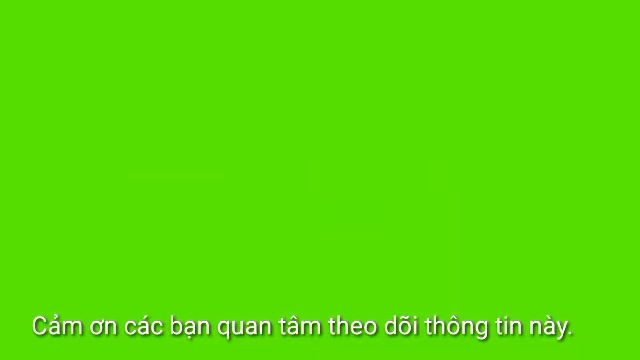 Cảm ơn các bạn quan tâm theo dõi thông tin này.